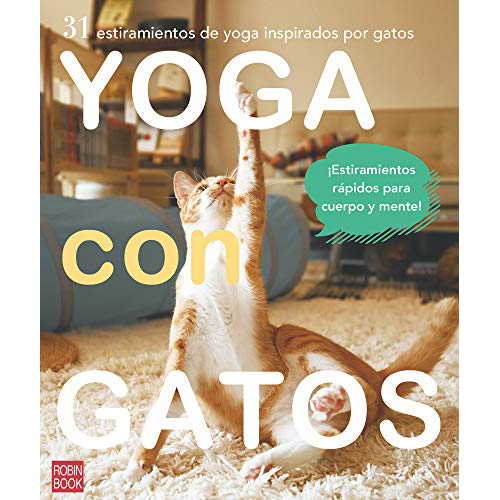 31 estiramientos de yoga inspirados por gatos
YOGA
¡Estiramientos
rápidos para
cuerpo y mente!
con
GATOS
ROBIN
BOOK